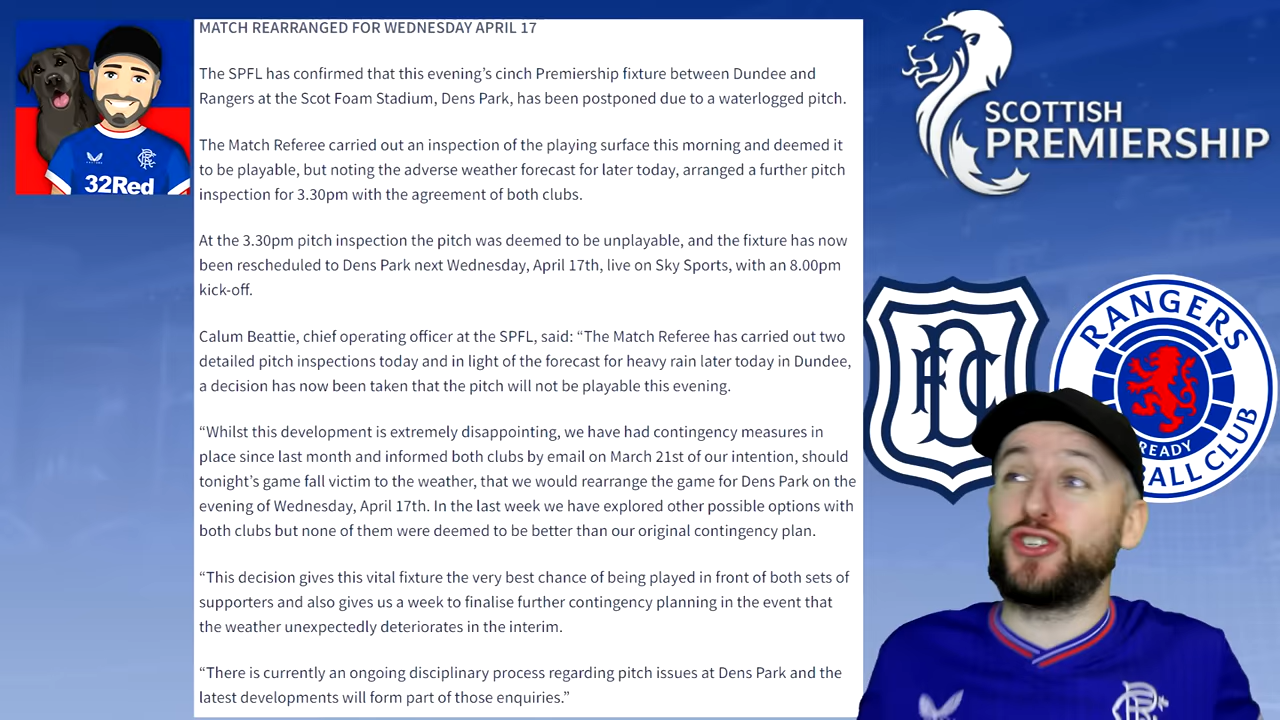 MATCH REARRANGED FOR WEDNESDAY APRIL 17
The SPFL has confirmed that this evening's cinch Premiership fixture between Dundee and
Rangers at the Scot Foam Stadium, Dens Park, has been postponed due to a waterlogged pitch.
The Match Referee carried out an inspection of the playing surface this morning and deemed it
to be playable, but noting the adverse weather forecast for later today, arranged a further pitch
inspection for 3.30pm with the agreement of both clubs.
At the 3.30pm pitch inspection the pitch was deemed to be unplayable, and the fixture has now
been rescheduled to Dens Park next Wednesday, April 17th, live on Sky Sports, with an 8.00pm
kick-off.
Calum Beattie, chief operating officer at the SPFL, said: “The Match Referee has carried out two
detailed pitch inspections today and in light of the forecast for heavy rain later today in Dundee,
a decision has now been taken that the pitch will not be playable this evening.
“Whilst this development is extremely disappointing, we have had contingency measures in
place since last month and informed both clubs by email on March 21st of our intention, should
tonight's game fall victim to the weather, that we would rearrange the game for Dens Park on the
evening of Wednesday, April 17th. In the last week we have explored other possible options with
both clubs but none of them were deemed to be better than our original contingency plan.
“This decision gives this vital fixture the very best chance of being played in front of both sets of
supporters and also gives us a week to finalise further contingency planning in the event that
the weather unexpectedly deteriorates in the interim.
“There is currently an ongoing disciplinary process regarding pitch issues at Dens Park and the
latest developments will form part of those enquiries.”
32Red
SCOTTISH
PREMIERSHIP
DFC
RANGERS
READY
BALL CLUB